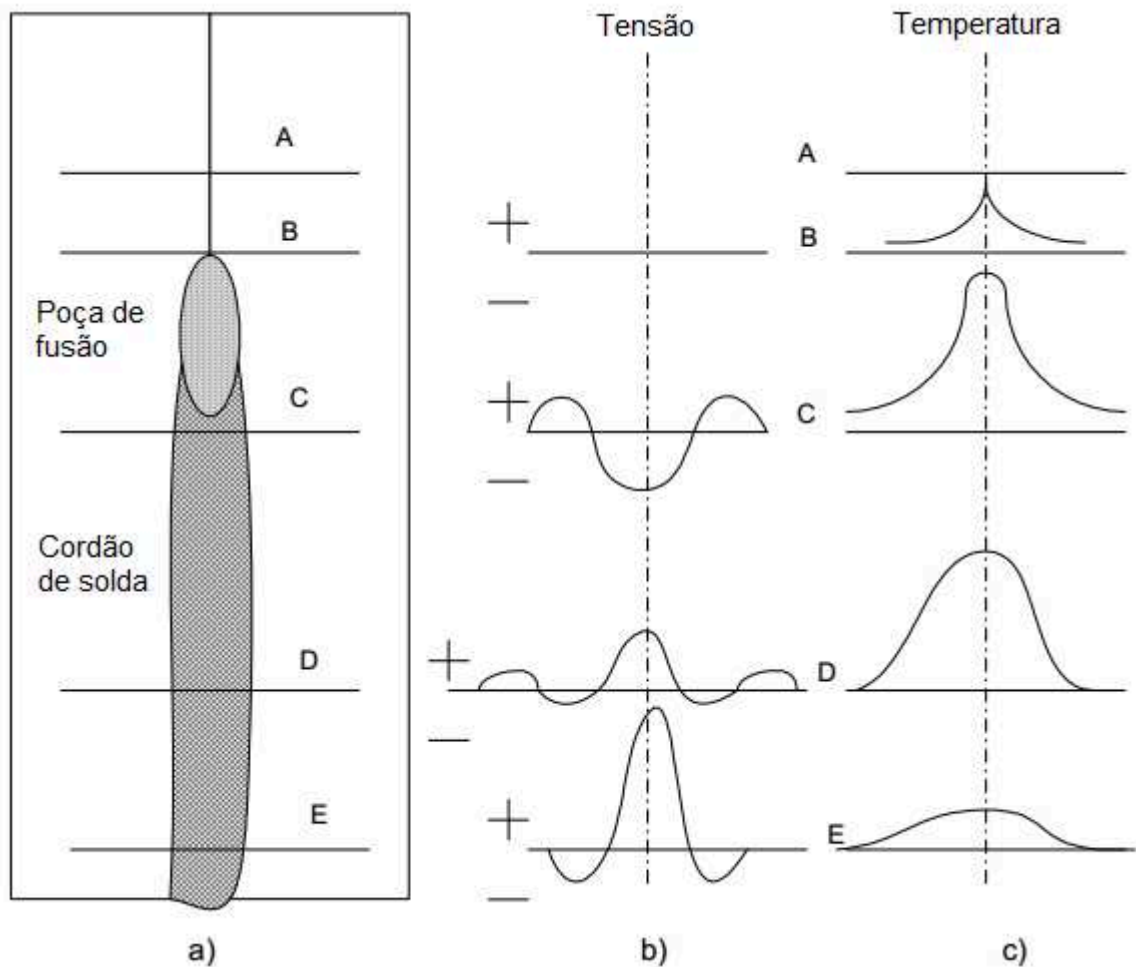 Tensão
Temperatura
A
B
Poça de
fusão
C
Cordão
de solda
D
E
+
−
+
−
+
−
+
−
A
B
C
D
E
a)
b)
c)